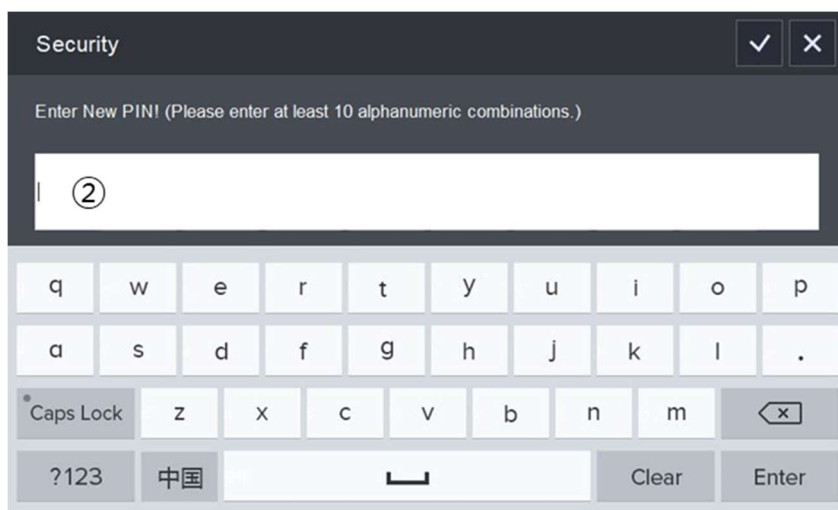 Security
Enter New PIN! (Please enter at least 10 alphanumeric combinations.)
②
q w e r t y u i o p
a s d f g h j k l .
Caps Lock z x c v b n m
?123 中国 Clear Enter